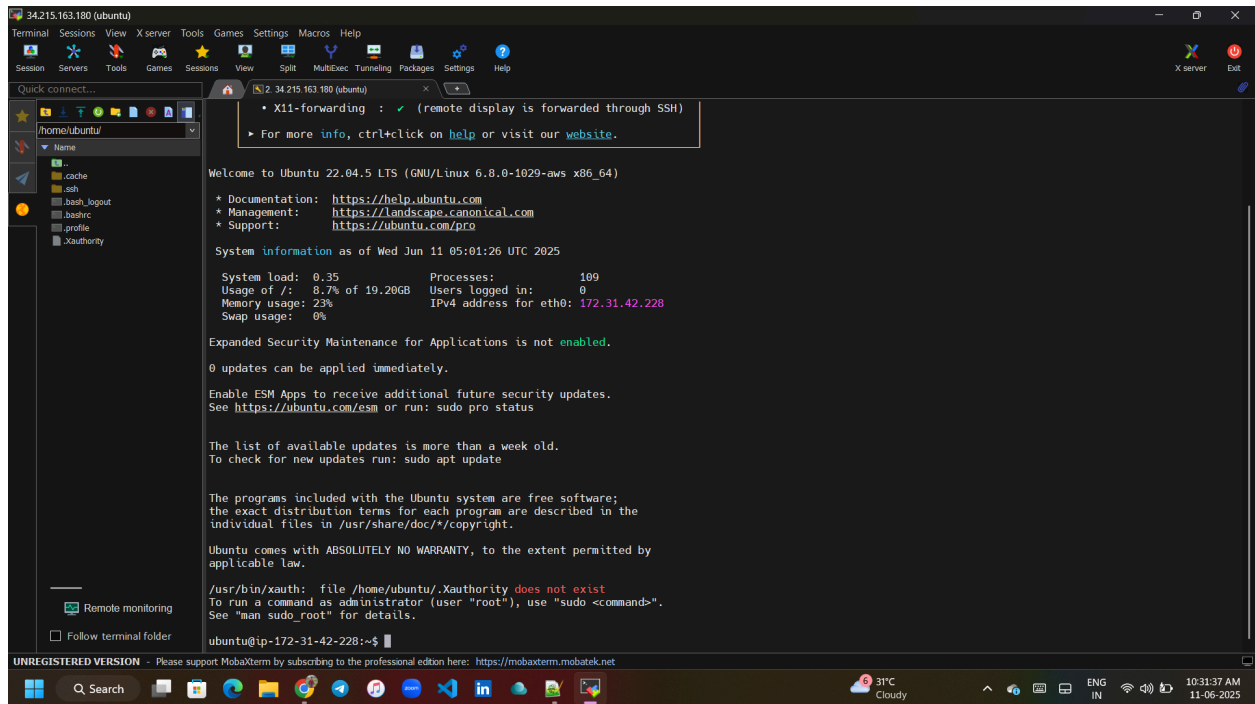 34.215.163.180 (ubuntu)
Terminal Sessions View X server Tools Games Settings Macros Help
Session Servers Tools Games Sessions View Split MultiExec Tunneling Packages Settings Help X server Exit
Quick connect...
2. 34.215.163.180 (ubuntu)
/home/ubuntu/
Name
..
.cache
.ssh
.bash_logout
.bashrc
.profile
.Xauthority
Remote monitoring
Follow terminal folder
• X11-forwarding : ✔ (remote display is forwarded through SSH)
► For more info, ctrl+click on help or visit our website.
Welcome to Ubuntu 22.04.5 LTS (GNU/Linux 6.8.0-1029-aws x86_64)
* Documentation: https://help.ubuntu.com
* Management: https://landscape.canonical.com
* Support: https://ubuntu.com/pro
System information as of Wed Jun 11 05:01:26 UTC 2025
System load: 0.35 Processes: 109
Usage of /: 8.7% of 19.20GB Users logged in: 0
Memory usage: 23% IPv4 address for eth0: 172.31.42.228
Swap usage: 0%
Expanded Security Maintenance for Applications is not enabled.
0 updates can be applied immediately.
Enable ESM Apps to receive additional future security updates.
See https://ubuntu.com/esm or run: sudo pro status
The list of available updates is more than a week old.
To check for new updates run: sudo apt update
The programs included with the Ubuntu system are free software;
the exact distribution terms for each program are described in the
individual files in /usr/share/doc/*/copyright.
Ubuntu comes with ABSOLUTELY NO WARRANTY, to the extent permitted by
applicable law.
/usr/bin/xauth: file /home/ubuntu/.Xauthority does not exist
To run a command as administrator (user "root"), use "sudo <command>".
See "man sudo_root" for details.
ubuntu@ip-172-31-42-228:~$
UNREGISTERED VERSION - Please support MobaXterm by subscribing to the professional edition here: https://mobaxterm.mobatek.net
Search
zoom
6
31°C
Cloudy
ENG
IN
10:31:37 AM
11-06-2025